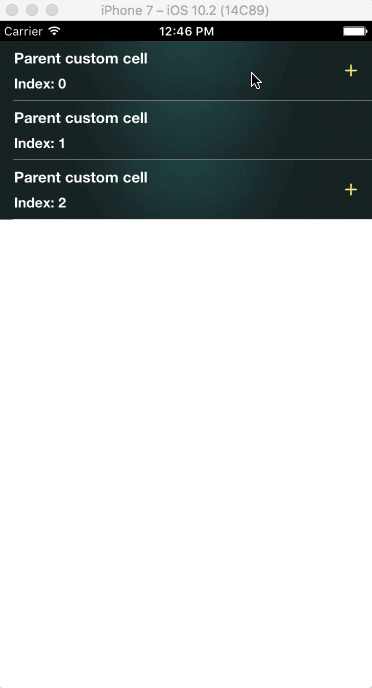 iPhone 7 – iOS 10.2 (14C89)
Carrier 12:46 PM
Parent custom cell
Index: 0
Parent custom cell
Index: 1
Parent custom cell
Index: 2